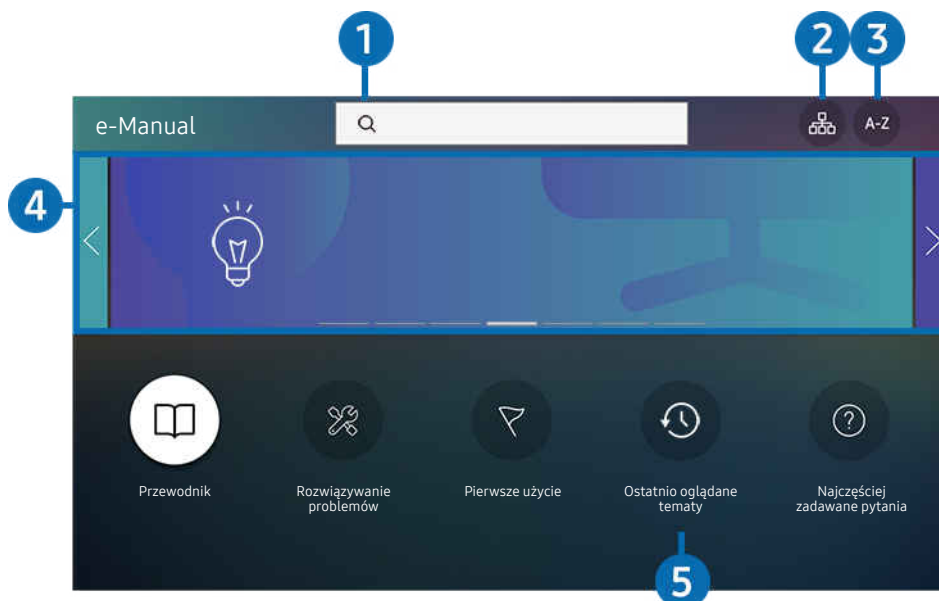 1
2
3
e-Manual
A-Z
4
Przewodnik
Rozwiązywanie
problemów
Pierwsze użycie
Ostatnio oglądane
tematy
Najczęściej
zadawane pytania
5